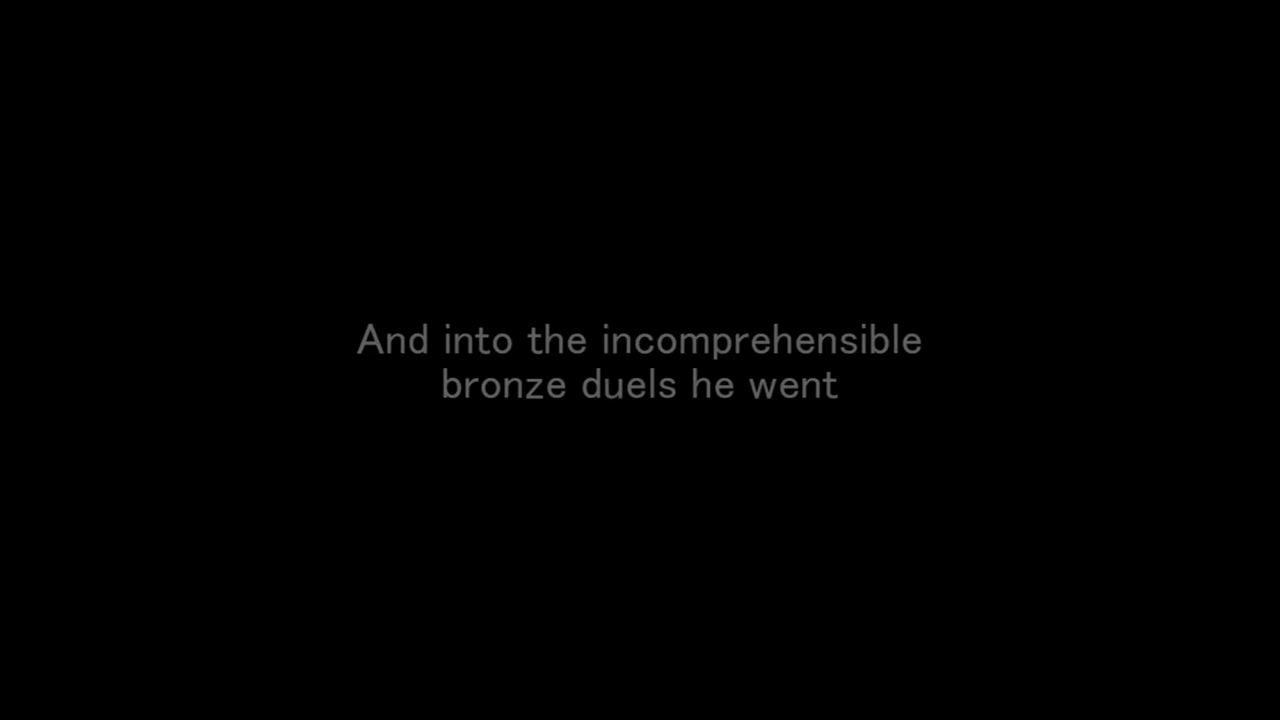 And into the incomprehensible
bronze duels he went